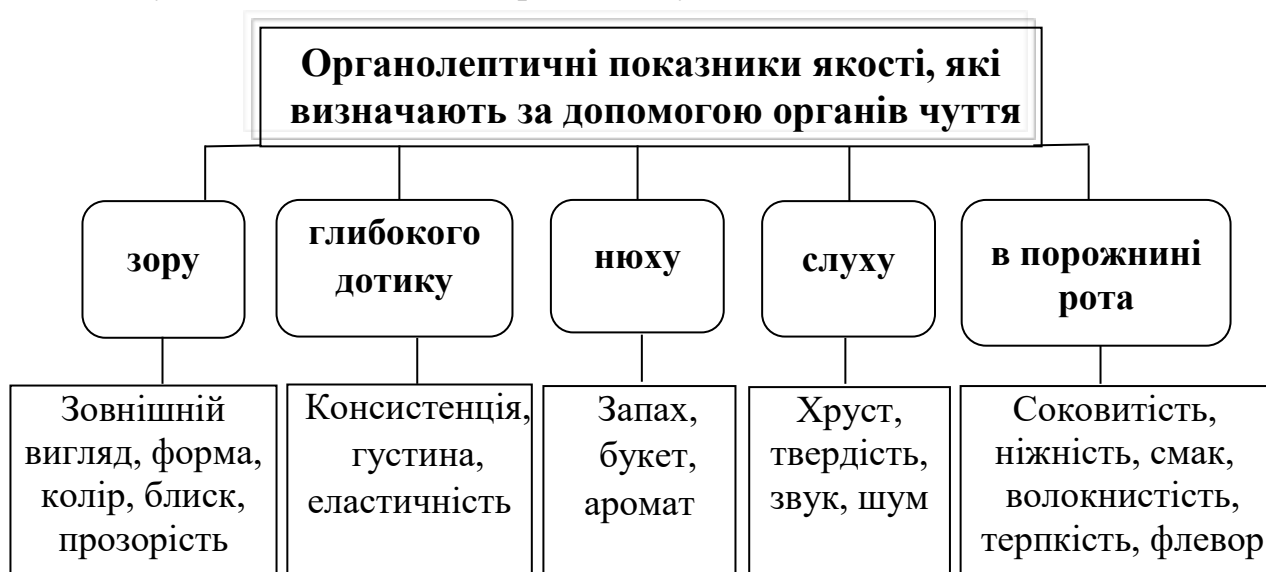 Органолептичні показники якості, які
визначають за допомогою органів чуття
зору
глибокого
дотику
нюху
слуху
в порожнині
рота
Зовнішній
вигляд, форма,
колір, блиск,
прозорість
Консистенція,
густина,
еластичність
Запах,
букет,
аромат
Хруст,
твердість,
звук, шум
Соковитість,
ніжність, смак,
волокнистість,
терпкість, флевор